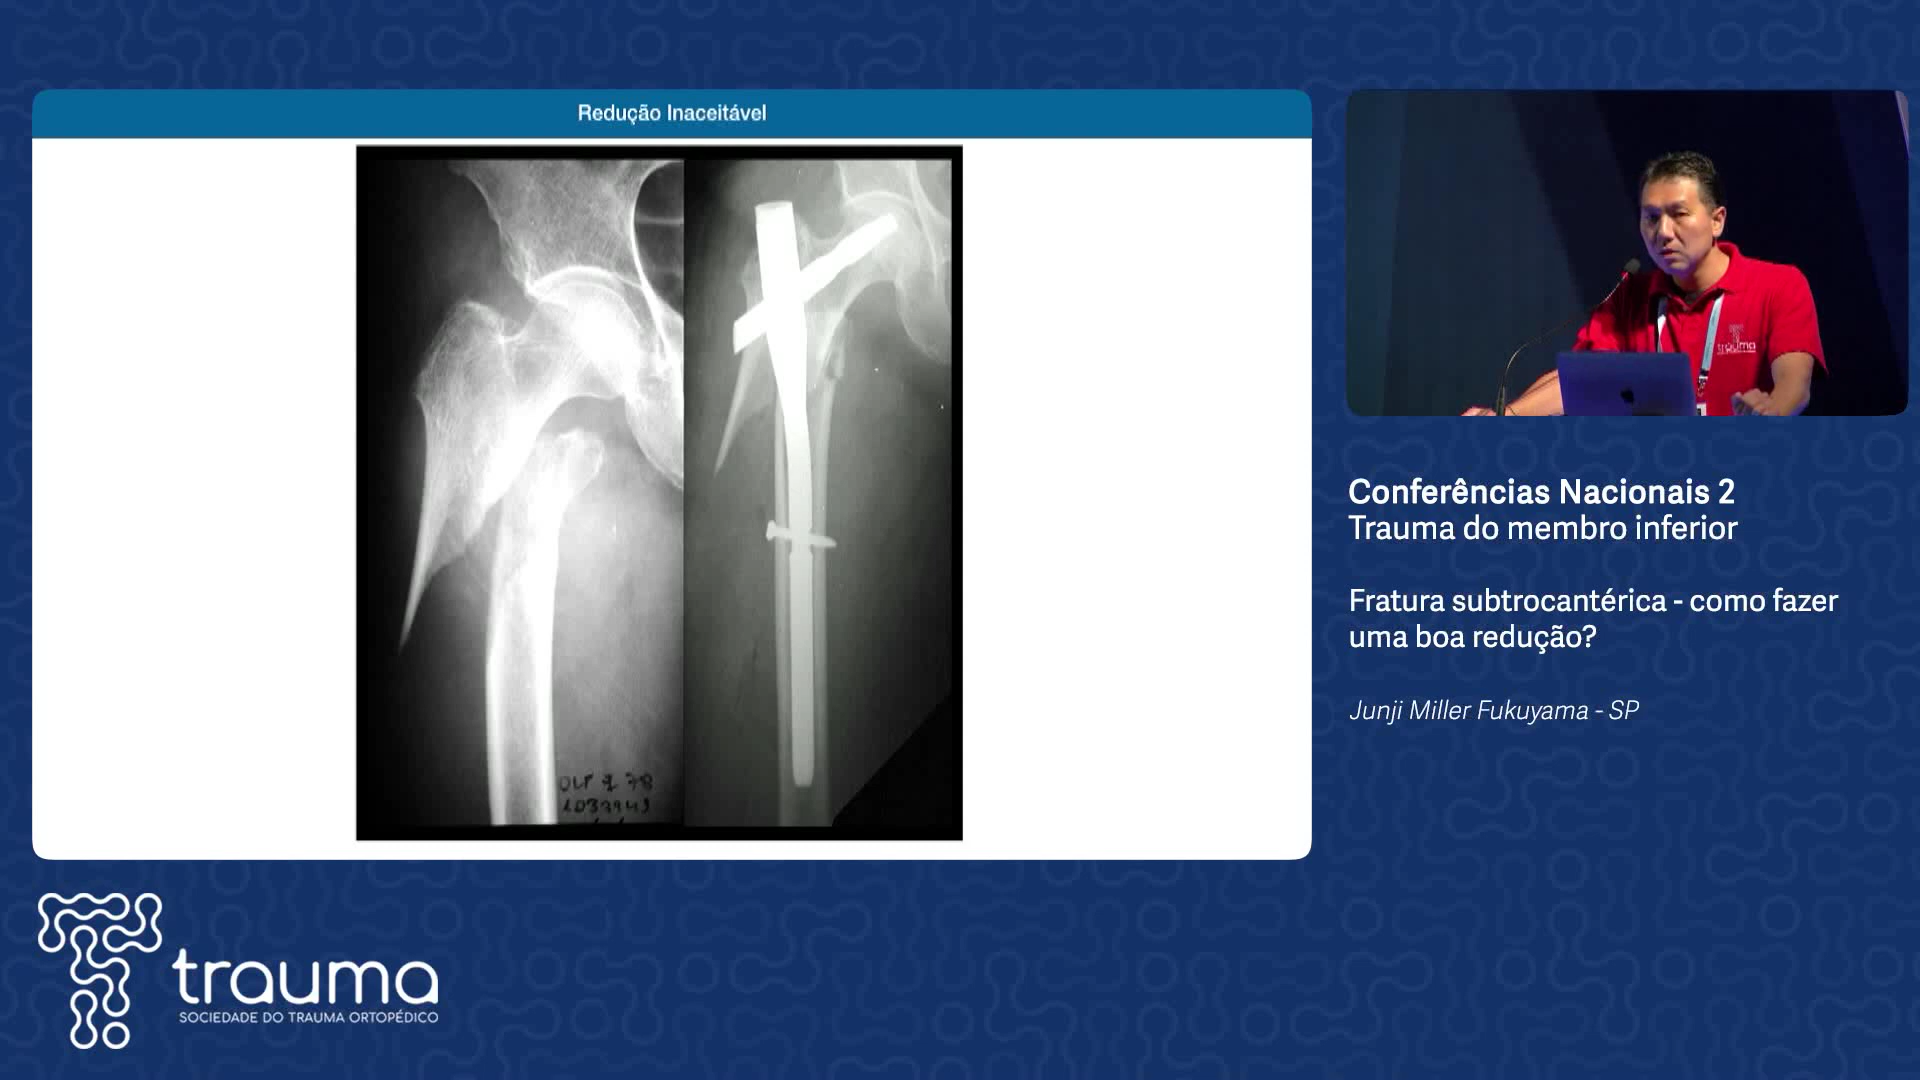 Redução Inaceitável
trauma
Conferências Nacionais 2
Trauma do membro inferior
Fratura subtrocantérica - como fazer
uma boa redução?
Junji Miller Fukuyama - SP
trauma
SOCIEDADE DO TRAUMA ORTOPÉDICO